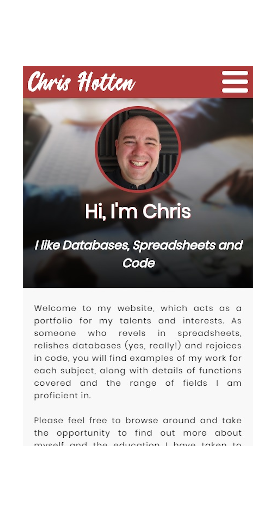 Chris Hotten
Hi, I'm Chris
I like Databases, Spreadsheets and
Code
Welcome to my website, which acts as a
portfolio for my talents and interests. As
someone who revels in spreadsheets,
relishes databases (yes, really!) and rejoices
in code, you will find examples of my work for
each subject, along with details of functions
covered and the range of fields I am
proficient in.
Please feel free to browse around and take
the opportunity to find out more about
myself and the education I have taken to